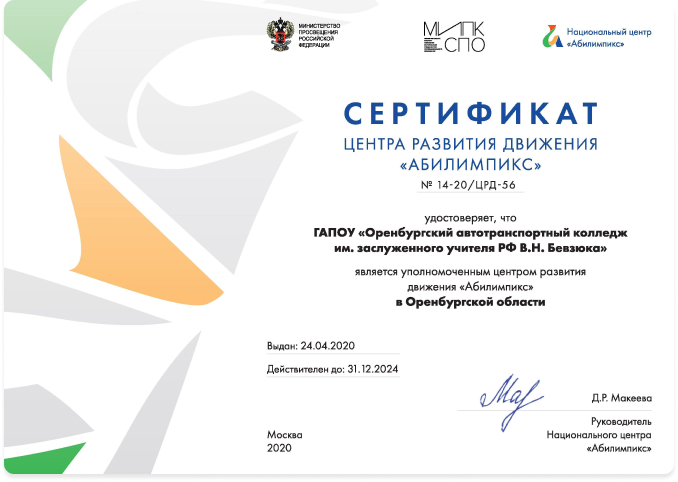 МИНИСТЕРСТВО
ПРОСВЕЩЕНИЯ
РОССИЙСКОЙ
ФЕДЕРАЦИИ
МИПК
СПО
Национальный центр
«Абилимпикс»
СЕРТИФИКАТ
ЦЕНТРА РАЗВИТИЯ ДВИЖЕНИЯ
«АБИЛИМПИКС»
№ 14-20/ЦРД-56
удостоверяет, что
ГАПОУ «Оренбургский автотранспортный колледж
им. заслуженного учителя РФ В.Н. Бевзюка»
является уполномоченным центром развития
движения «Абилимпикс»
в Оренбургской области
Выдан: 24.04.2020
Действителен до: 31.12.2024
Д.Р. Макеева
Руководитель
Национального центра
«Абилимпикс»
Москва
2020